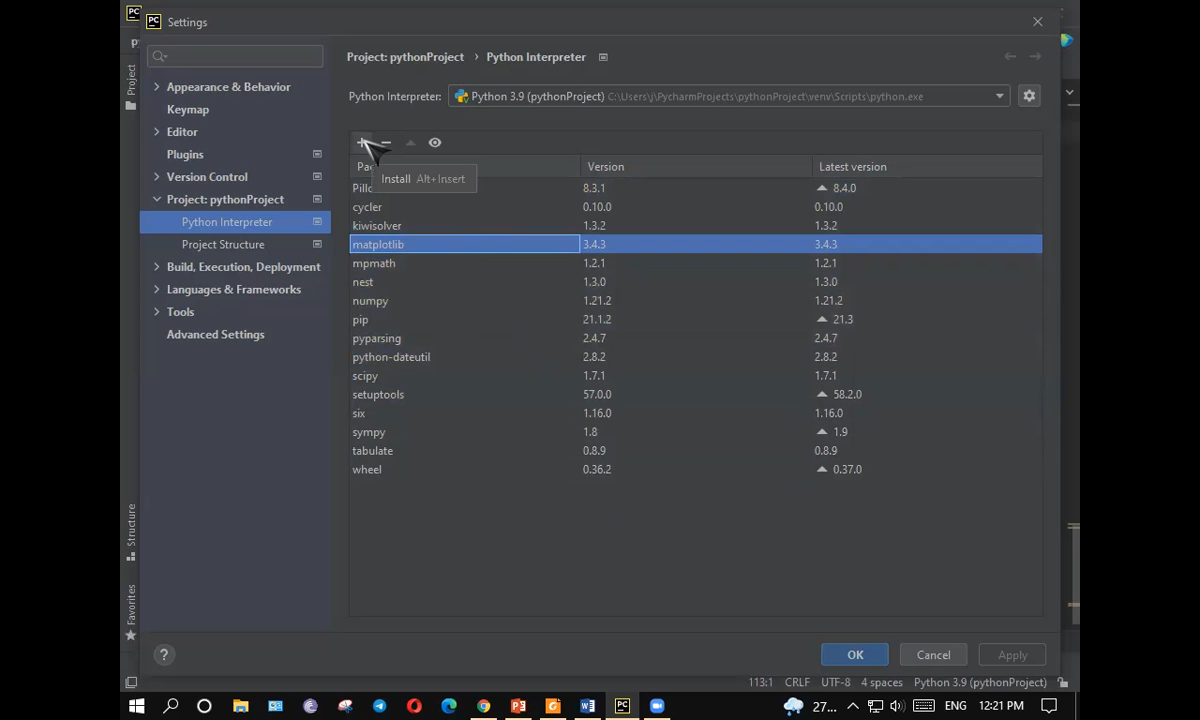 PC
PC Settings
P
Project: pythonProject › Python Interpreter
Appearance & Behavior
Keymap
Editor
Plugins
Version Control
Project: pythonProject
Python Interpreter
Project Structure
Build, Execution, Deployment
Languages & Frameworks
Tools
Advanced Settings
Project
Structure
Favorites
Python Interpreter: Python 3.9 (pythonProject) C:\Users\j\PycharmProjects\pythonProject\venv\Scripts\python.exe
Version Latest version
Install Alt+Insert
8.3.1 8.4.0
cycler 0.10.0 0.10.0
kiwisolver 1.3.2 1.3.2
matplotlib 3.4.3 3.4.3
mpmath 1.2.1 1.2.1
nest 1.3.0 1.3.0
numpy 1.21.2 1.21.2
pip 21.1.2 21.3
pyparsing 2.4.7 2.4.7
python-dateutil 2.8.2 2.8.2
scipy 1.7.1 1.7.1
setuptools 57.0.0 58.2.0
six 1.16.0 1.16.0
sympy 1.8 1.9
tabulate 0.8.9 0.8.9
wheel 0.36.2 0.37.0
? OK Cancel Apply
113:1 CRLF UTF-8 4 spaces Python 3.9 (pythonProject)
27... ENG 12:21 PM